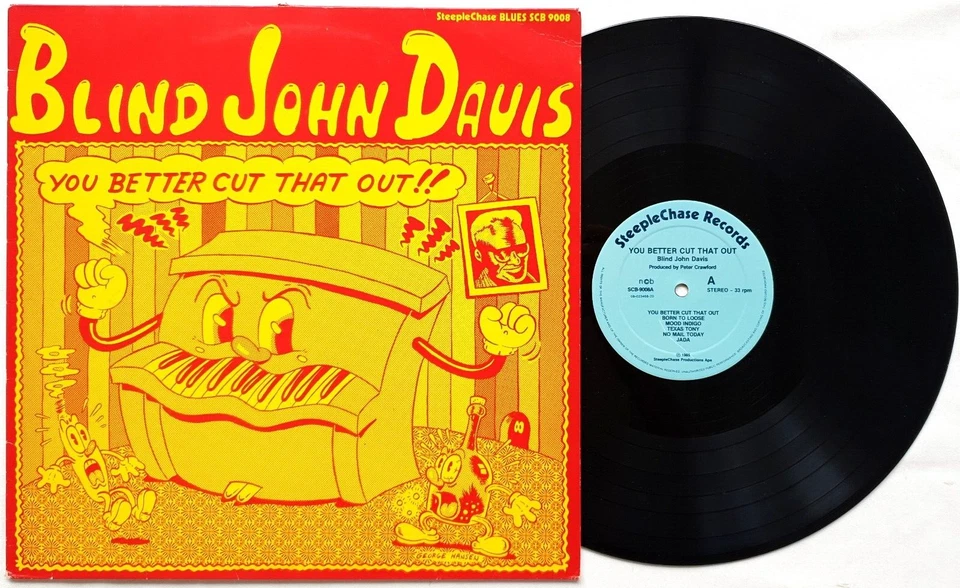 SteepleChase BLUES SCB 9008
BLIND JOHN DAVIS
YOU BETTER CUT THAT OUT!!
GEORGE HANSEN
SteepleChase Records
YOU BETTER CUT THAT OUT
Blind John Davis
Produced by Peter Crawford
ncb
A
SCB-9008A
STEREO – 33 rpm
YOU BETTER CUT THAT OUT
BORN TO LOOSE
MOOD INDIGO
TEXAS TONY
NO MAIL TODAY
JADA
SteepleChase Productions Aps